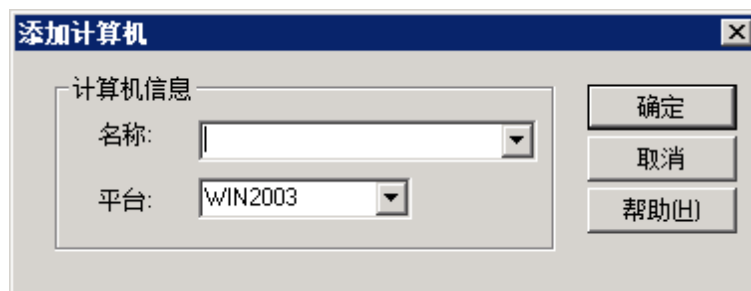 添加计算机
计算机信息
名称:
平台: WIN2003
确定
取消
帮助(H)